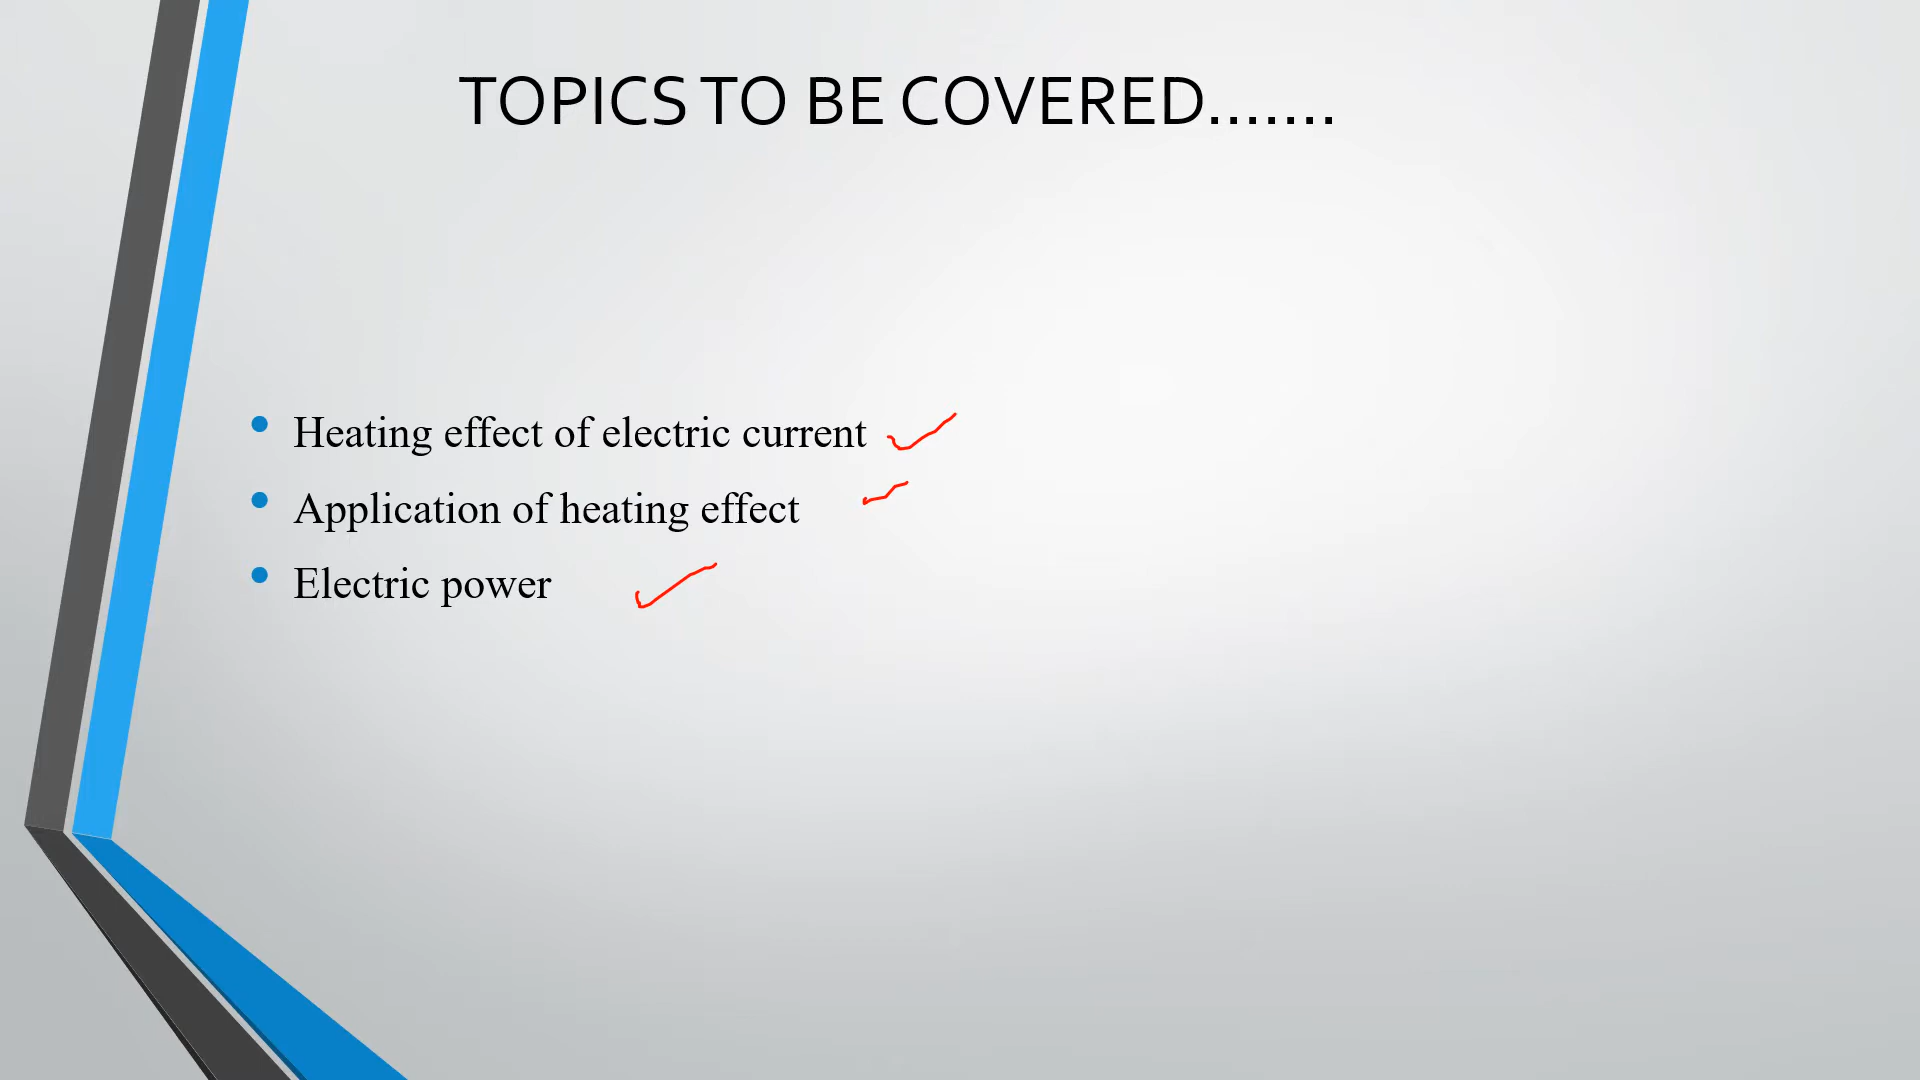 TOPICS TO BE COVERED.......
• Heating effect of electric current
• Application of heating effect
• Electric power